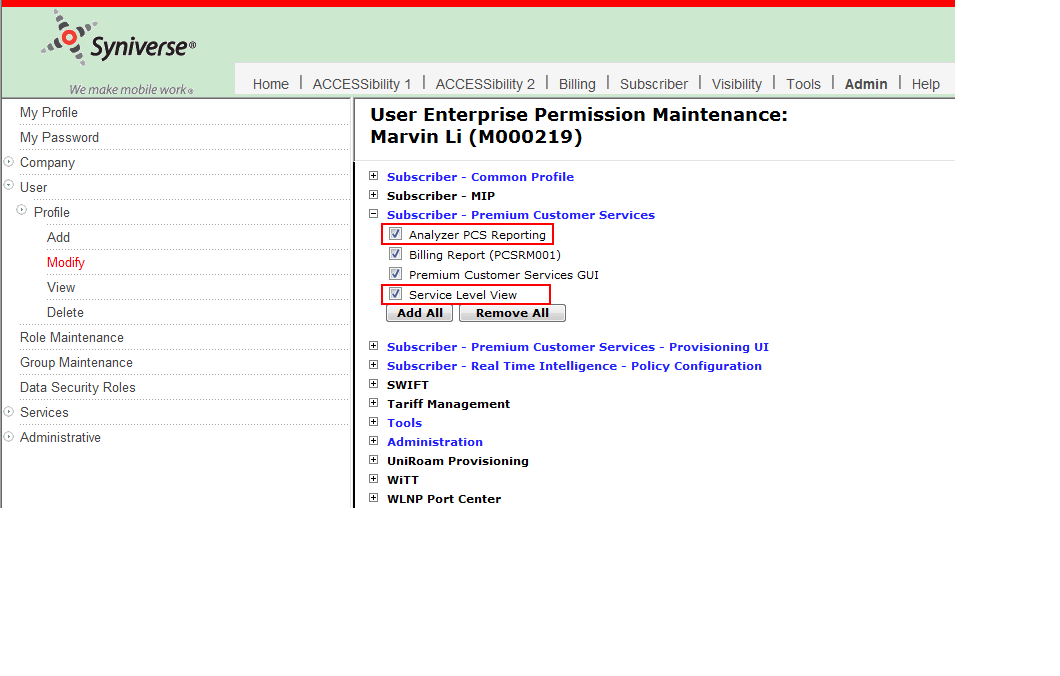 Syniverse®
We make mobile work®
Home | ACCESSibility 1 | ACCESSibility 2 | Billing | Subscriber | Visibility | Tools | Admin | Help
My Profile
My Password
Company
User
Profile
Add
Modify
View
Delete
Role Maintenance
Group Maintenance
Data Security Roles
Services
Administrative
User Enterprise Permission Maintenance:
Marvin Li (M000219)
Subscriber - Common Profile
Subscriber - MIP
Subscriber - Premium Customer Services
Analyzer PCS Reporting
Billing Report (PCSRM001)
Premium Customer Services GUI
Service Level View
Add All Remove All
Subscriber - Premium Customer Services - Provisioning UI
Subscriber - Real Time Intelligence - Policy Configuration
SWIFT
Tariff Management
Tools
Administration
UniRoam Provisioning
WiTT
WLNP Port Center